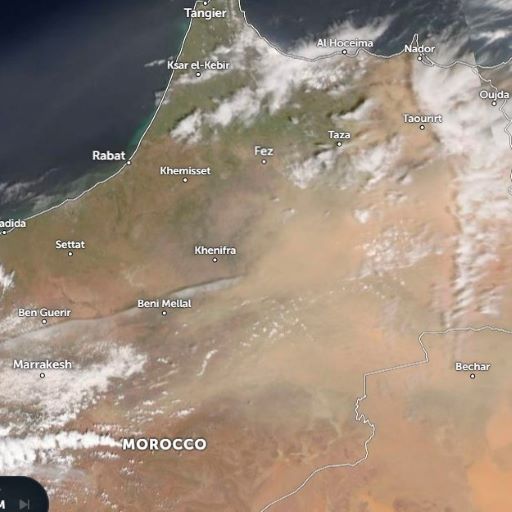 Tangier
Al Hoceima
Nador
Ksar el-Kebir
Oujda
Taourirt
Taza
Fez
Rabat
Khemisset
adida
Settat
Khenifra
Beni Mellal
Ben Guerir
Marrakesh
Bechar
MOROCCO
M